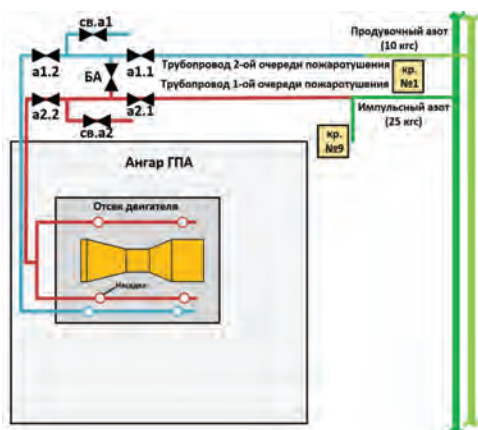 св.а1
Продувочный азот
(10 кгс)
а1.2
а1.1
Трубопровод 2-ой очереди пожаротушения
БА
Трубопровод 1-ой очереди пожаротушения
кр.
№1
а2.2
а2.1
Импульсный азот
(25 кгс)
св.а2
кр.
№9
Ангар ГПА
Отсек двигателя
Насадки